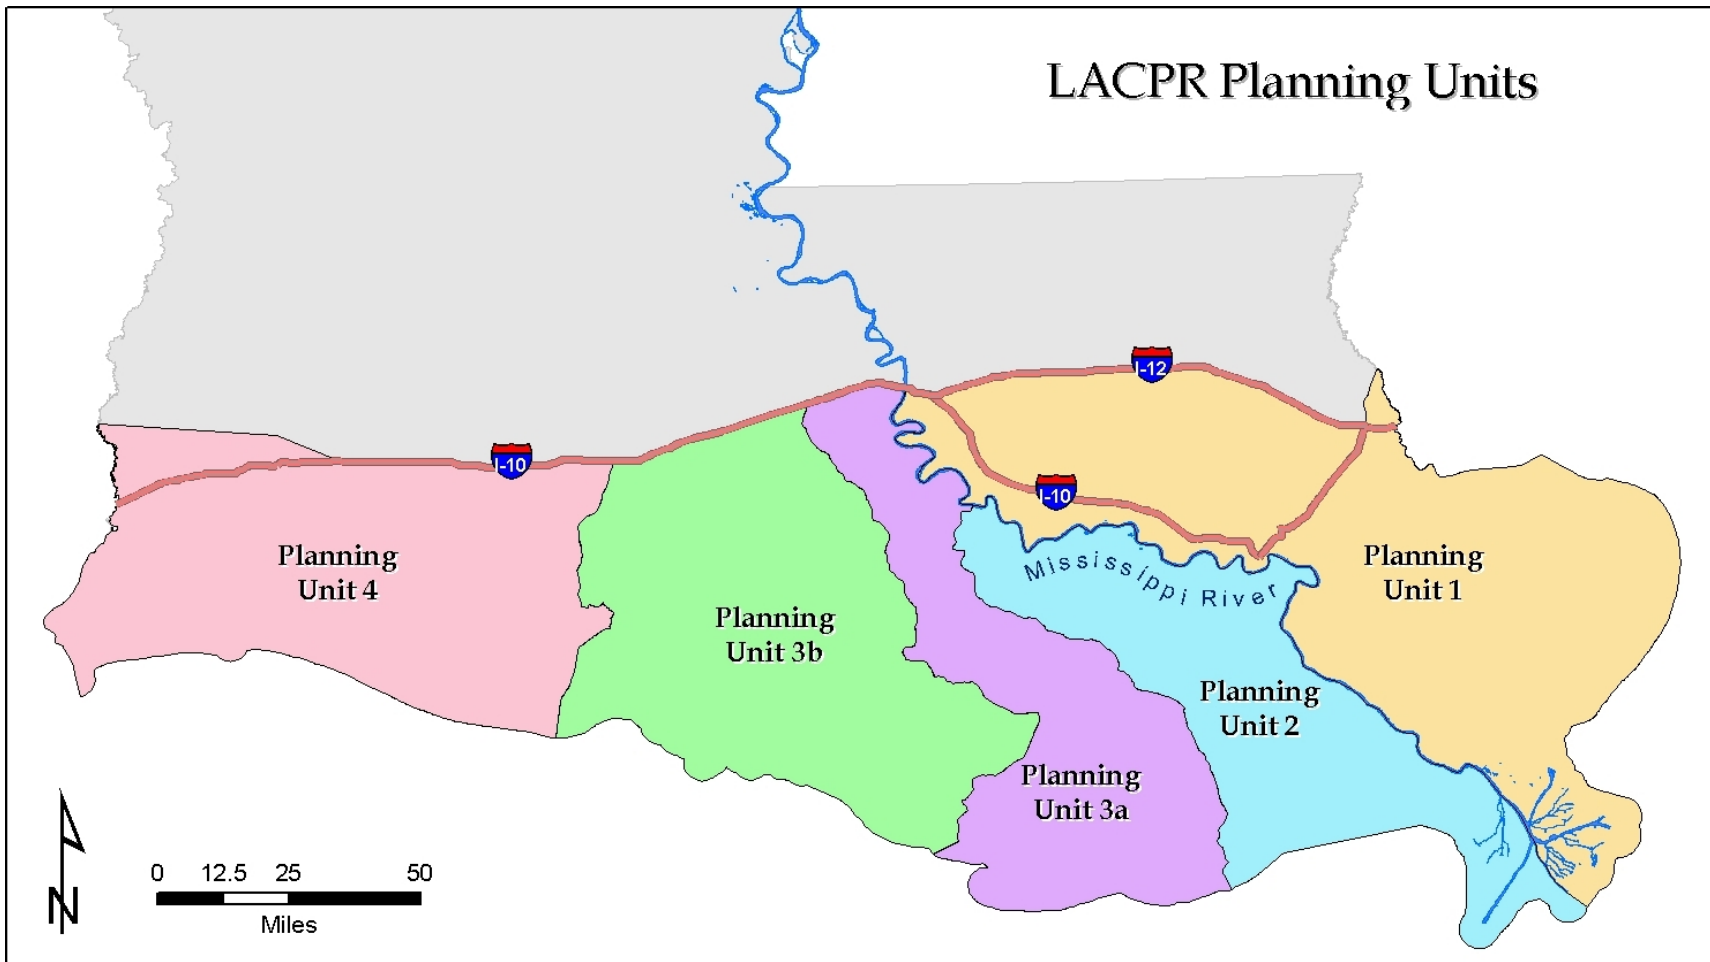 LACPR Planning Units
I-12
I-10
I-10
Planning
Unit 4
Planning
Unit 3b
Planning
Unit 3a
Mississippi River
Planning
Unit 2
Planning
Unit 1
0 12.5 25 50
Miles
N